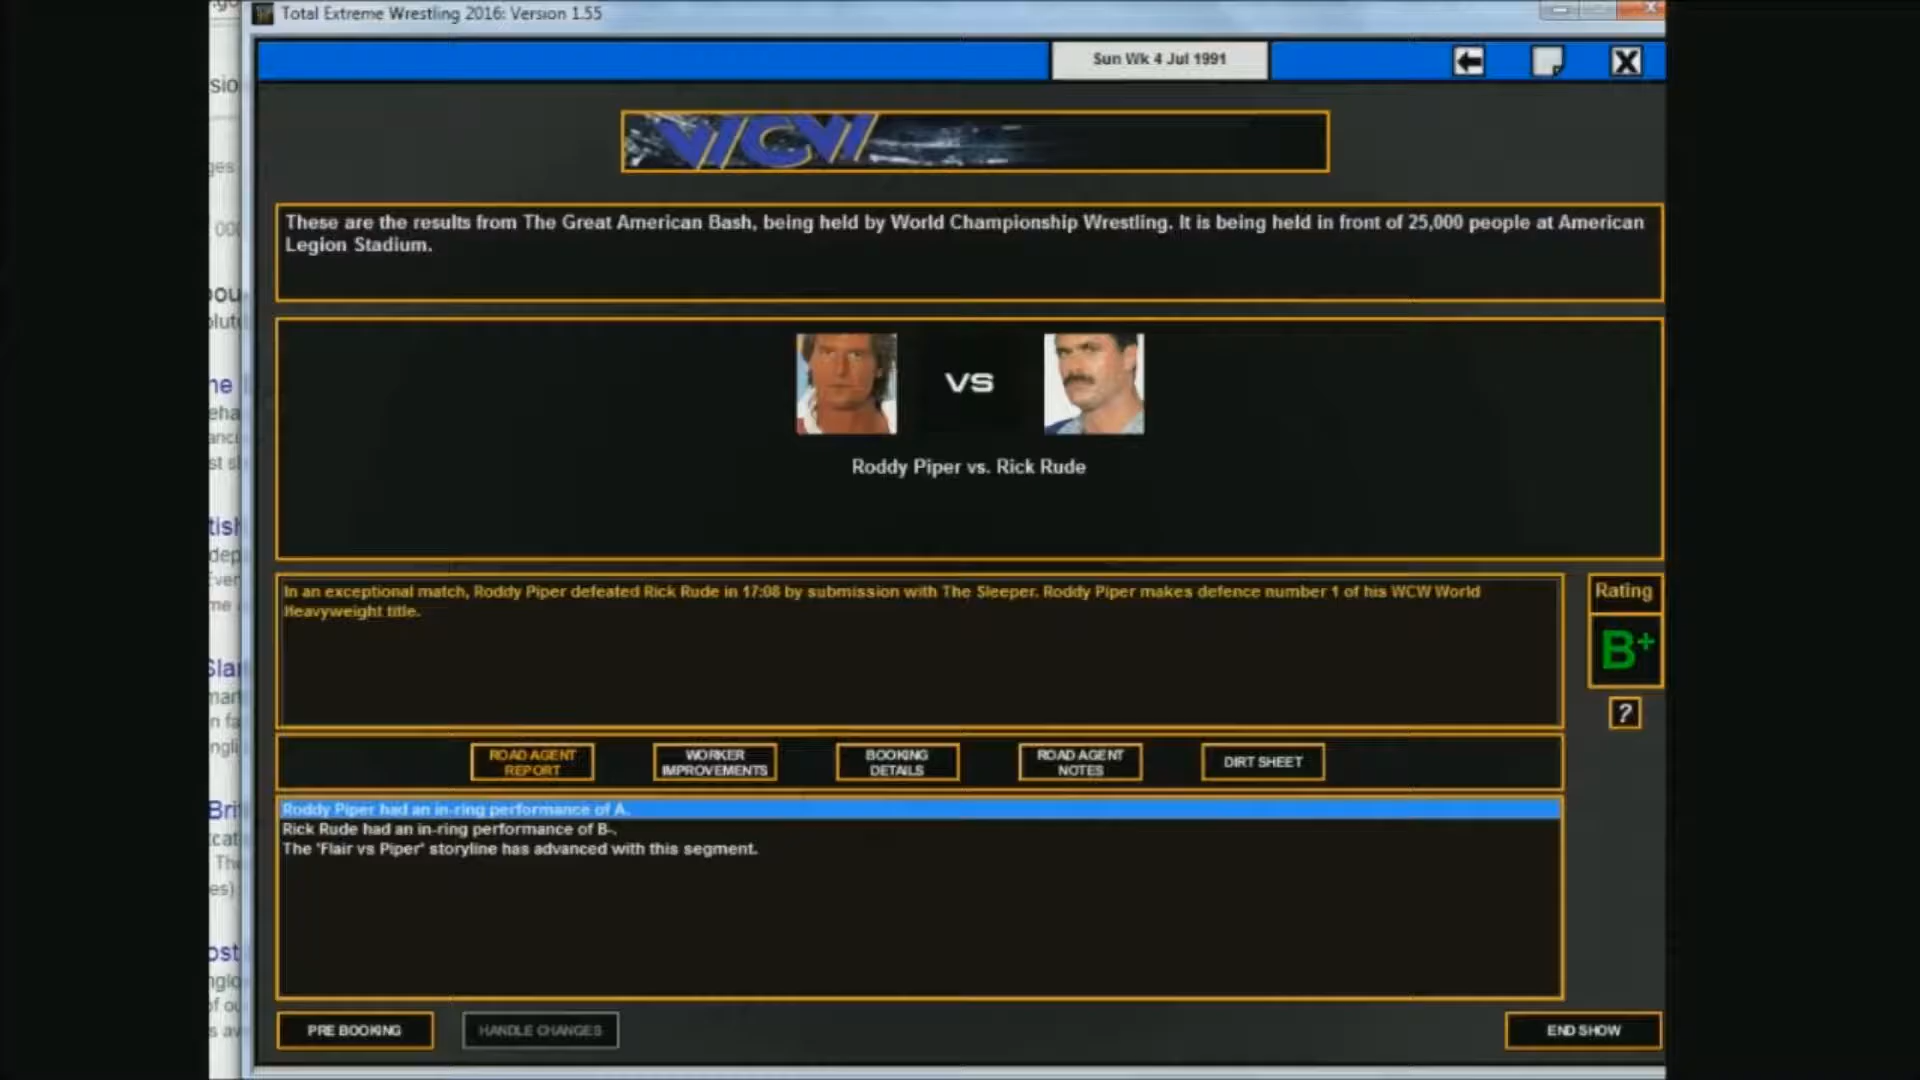 Total Extreme Wrestling 2016: Version 1.55
Sun Wk 4 Jul 1991
WCW
These are the results from The Great American Bash, being held by World Championship Wrestling. It is being held in front of 25,000 people at American
Legion Stadium.
VS
Roddy Piper vs. Rick Rude
In an exceptional match, Roddy Piper defeated Rick Rude in 17:08 by submission with The Sleeper. Roddy Piper makes defence number 1 of his WCW World
Heavyweight title.
Rating
B+
?
ROAD AGENT
REPORT
WORKER
IMPROVEMENTS
BOOKING
DETAILS
ROAD AGENT
NOTES
DIRT SHEET
Roddy Piper had an in-ring performance of A.
Rick Rude had an in-ring performance of B-.
The 'Flair vs Piper' storyline has advanced with this segment.
PRE BOOKING
HANDLE CHANGES
END SHOW